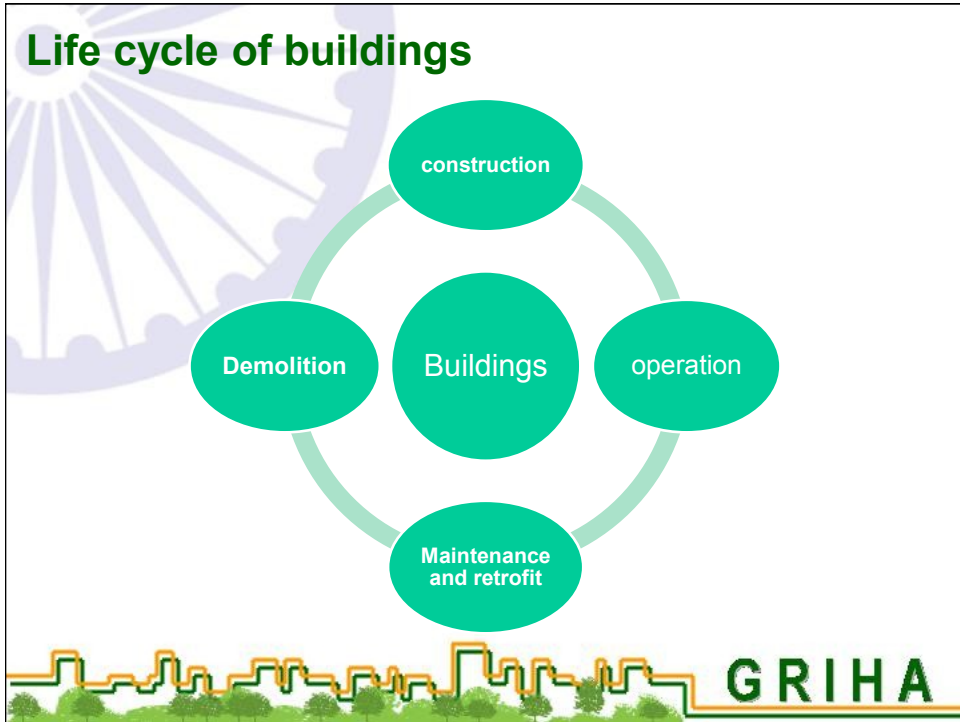 Life cycle of buildings
construction
Demolition
Buildings
operation
Maintenance
and retrofit
GRIHA